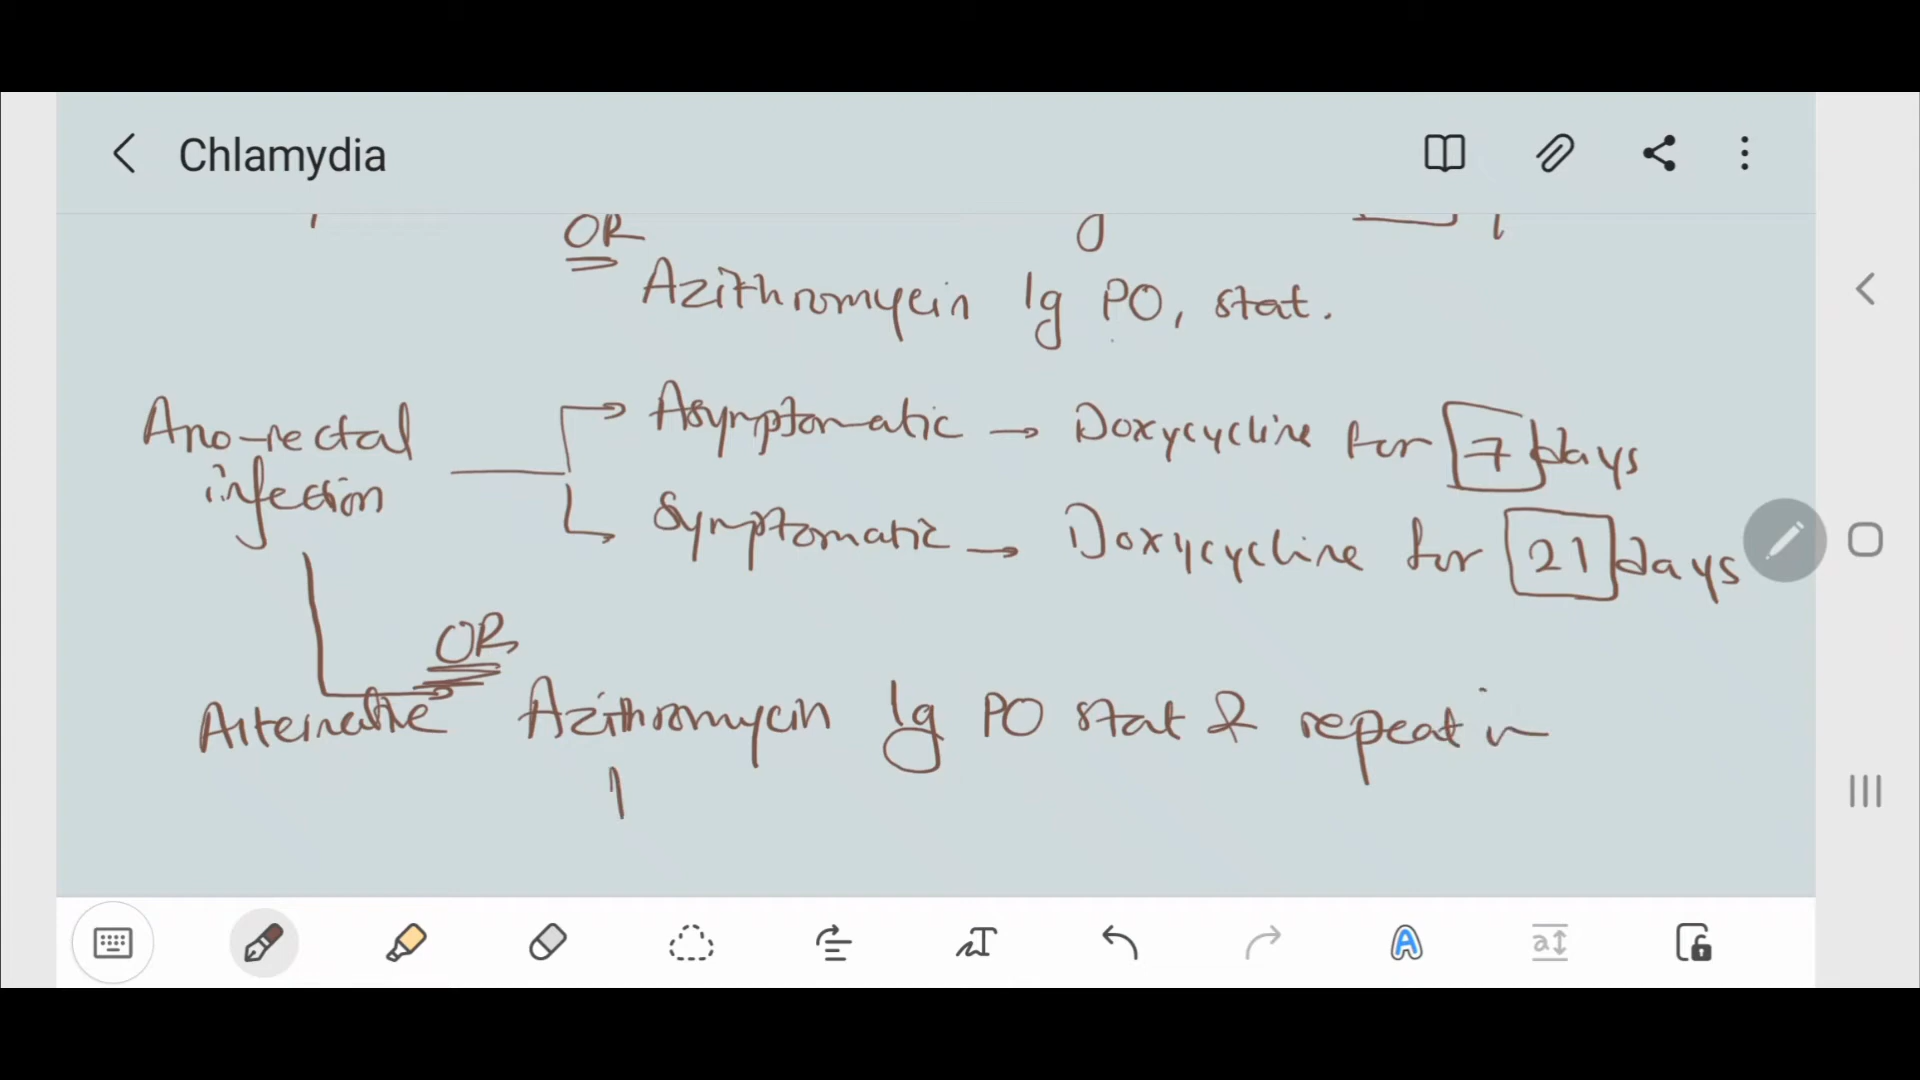 Chlamydia
OR
Azithromycin 1g PO, stat.
Ano-rectal infection
Asymptomatic → Doxycycline for 7 days
Symptomatic → Doxycycline for 21 days
OR
Alternative Azithromycin 1g PO stat & repeat in
1